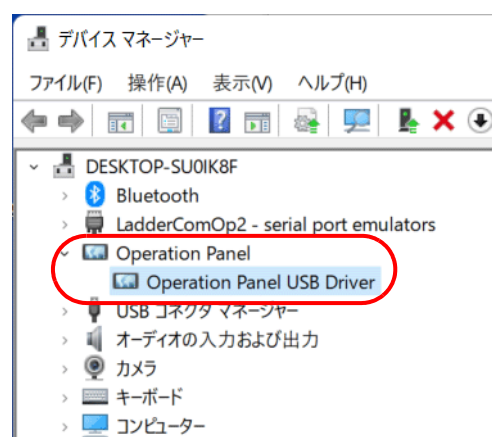 デバイス マネージャー
ファイル(F) 操作(A) 表示(V) ヘルプ(H)
DESKTOP-SU0IK8F
Bluetooth
LadderComOp2 - serial port emulators
Operation Panel
Operation Panel USB Driver
USB コネクタ マネージャー
オーディオの入力および出力
カメラ
キーボード
コンピューター